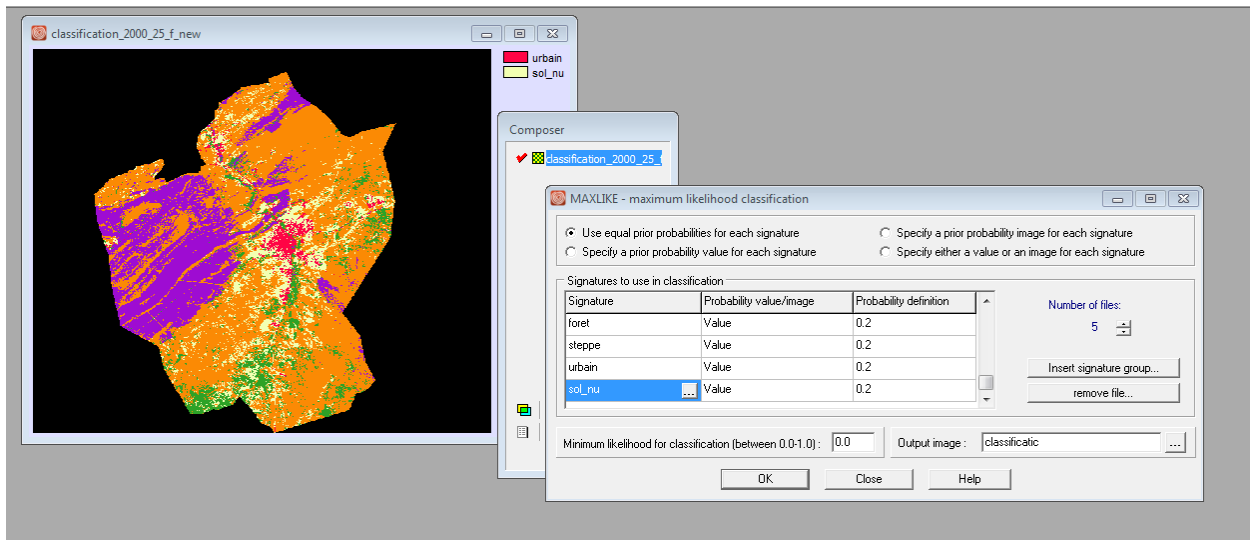 classification_2000_25_f_new
urbain
sol_nu
Composer
classification_2000_25_f
MAXLIKE - maximum likelihood classification
Use equal prior probabilities for each signature
Specify a prior probability image for each signature
Specify a prior probability value for each signature
Specify either a value or an image for each signature
Signatures to use in classification
Signature Probability value/image Probability definition
foret Value 0.2
steppe Value 0.2
urbain Value 0.2
sol_nu ... Value 0.2
Number of files:
5
Insert signature group...
remove file...
Minimum likelihood for classification (between 0.0-1.0) : 0.0
Output image : classificatic ...
OK Close Help